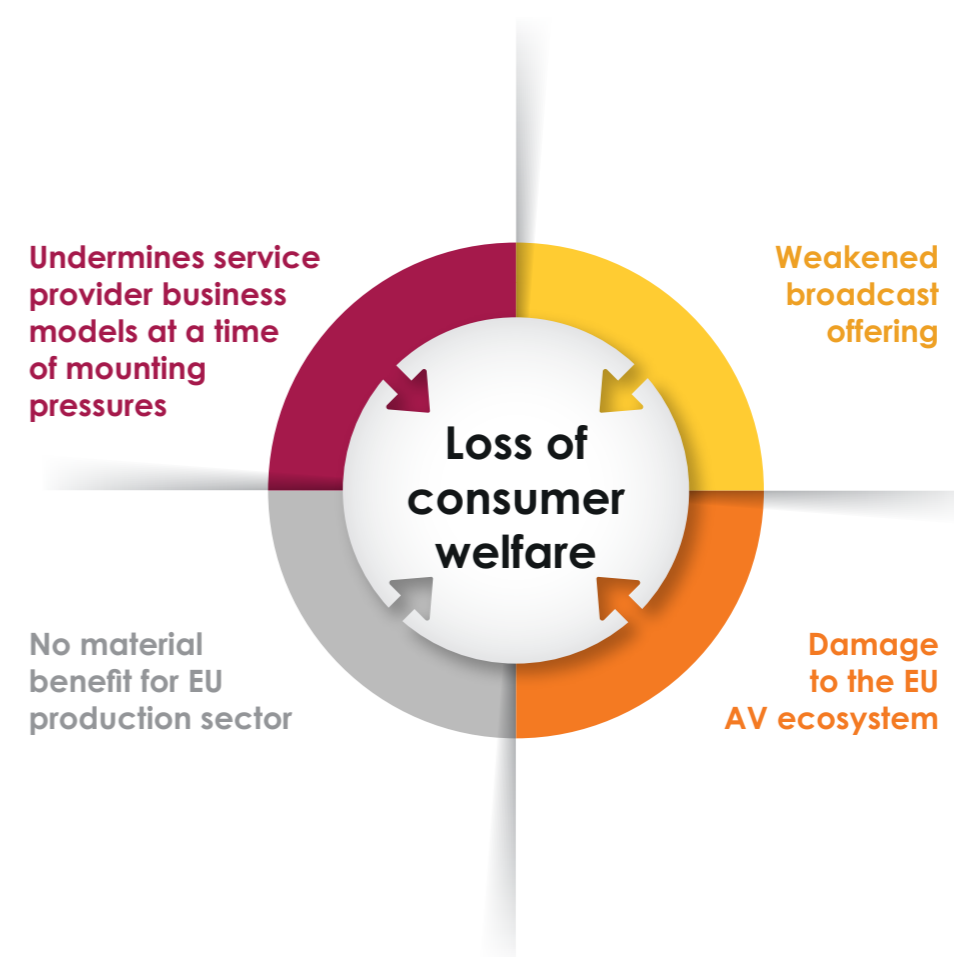 Undermines service
provider business
models at a time
of mounting
pressures
Weakened
broadcast
offering
Loss of
consumer
welfare
No material
benefit for EU
production sector
Damage
to the EU
AV ecosystem